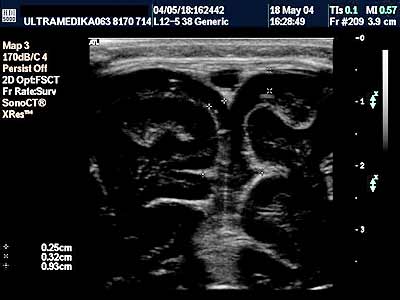 ULTRAMEDIKA063 8170 714
04/05/18:162442
L12-5 38 Generic
18 May 04
16:28:49
TIs 0.1 MI 0.57
Fr #209 3.9 cm
Map 3
170dB/C 4
Persist Off
2D Opt:FSCT
Fr Rate:Surv
SonoCT®
XRes™
0
1
2
3
0.25cm
0.32cm
0.93cm